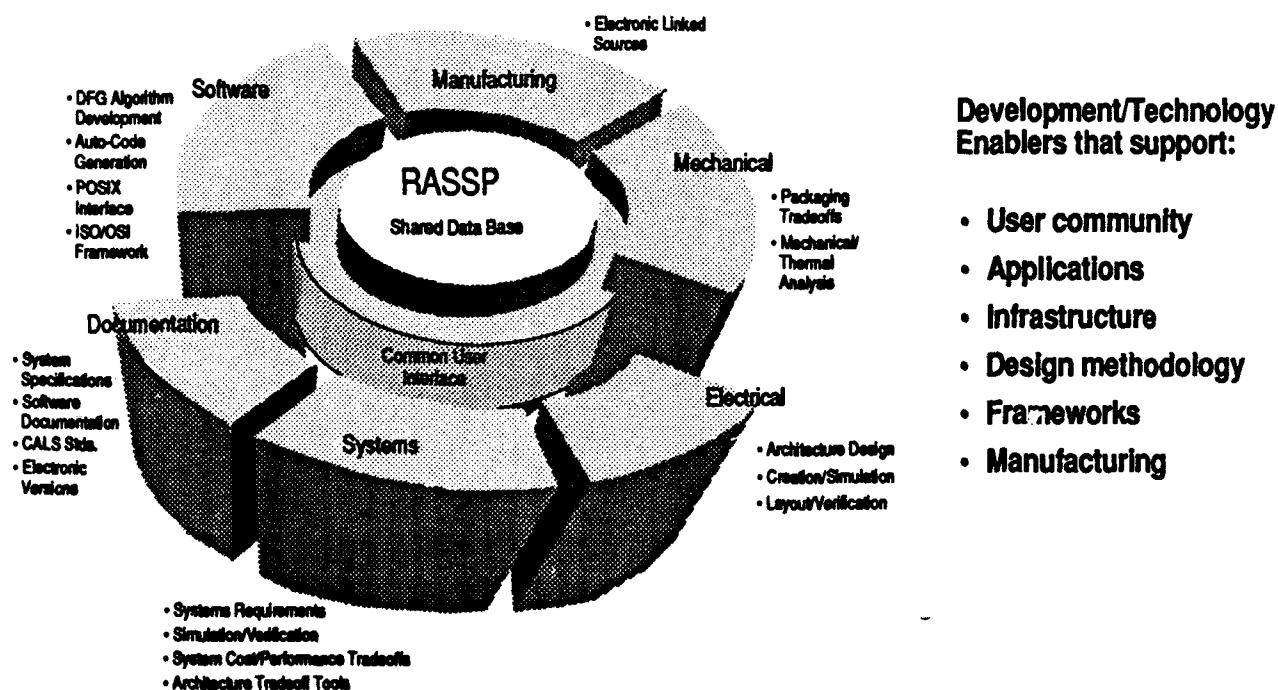 • Electronic Linked
Sources
Manufacturing
Software
• DFG Algorithm
Development
• Auto-Code
Generation
• POSIX
Interface
• ISO/OSI
Framework
Mechanical
• Packaging
Tradeoffs
• Mechanical/
Thermal
Analysis
RASSP
Shared Data Base
Common User
Interface
Documentation
• System
Specifications
• Software
Documentation
• CALS Stds.
• Electronic
Versions
Systems
Electrical
• Architecture Design
• Creation/Simulation
• Layout/Verification
• Systems Requirements
• Simulation/Verification
• System Cost/Performance Tradeoffs
• Architecture Tradeoff Tools
Development/Technology
Enablers that support:
• User community
• Applications
• Infrastructure
• Design methodology
• Frameworks
• Manufacturing